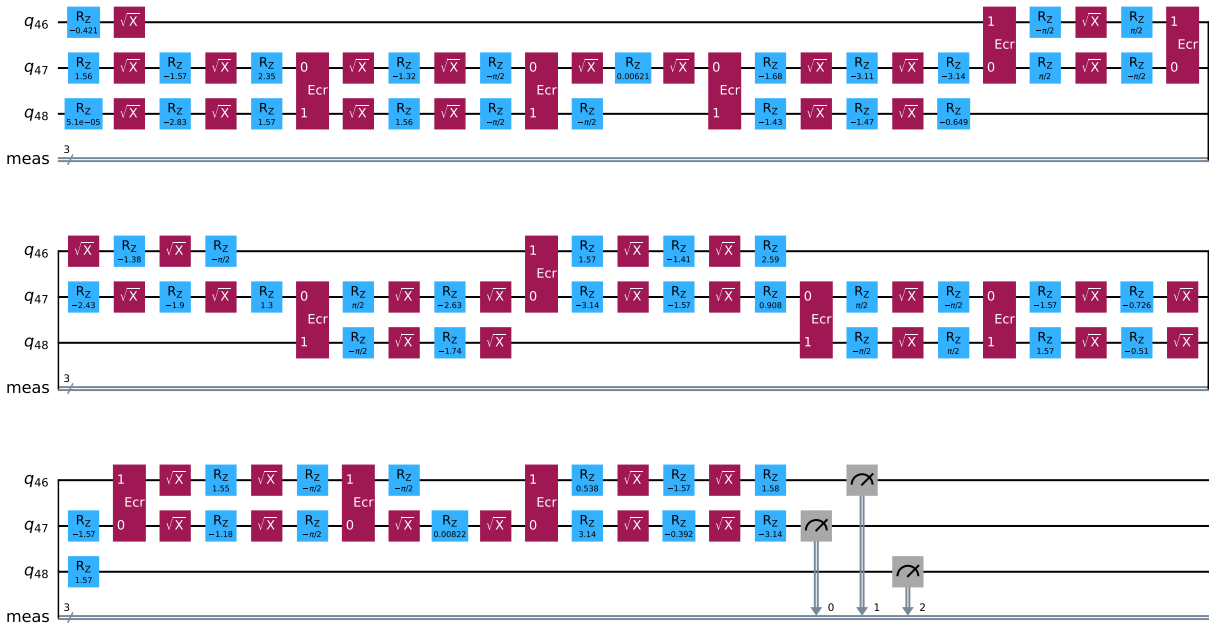 q46 RZ -0.421 √X 1 Ecr RZ -π/2 √X RZ π/2 1 Ecr
q47 RZ 1.56 √X RZ -1.57 √X RZ 2.35 0 Ecr √X RZ -1.32 √X RZ -π/2 0 Ecr √X RZ 0.00621 √X 0 Ecr RZ -1.68 √X RZ -3.11 √X RZ -3.14 0 RZ π/2 √X RZ -π/2 0
q48 RZ 5.1e-05 √X RZ -2.83 √X RZ 1.57 1 √X RZ 1.56 √X RZ -π/2 1 RZ -π/2 1 RZ -1.43 √X RZ -1.47 √X RZ -0.649
meas 3
q46 √X RZ -1.38 √X RZ -π/2 1 Ecr RZ 1.57 √X RZ -1.41 √X RZ 2.59
q47 RZ -2.43 √X RZ -1.9 √X RZ 1.3 0 Ecr RZ π/2 √X RZ -2.63 √X 0 RZ -3.14 √X RZ -1.57 √X RZ 0.908 0 Ecr RZ π/2 √X RZ -π/2 0 Ecr RZ -1.57 √X RZ -0.726 √X
q48 1 RZ -π/2 √X RZ -1.74 √X 1 RZ -π/2 √X RZ π/2 1 RZ 1.57 √X RZ -0.51 √X
meas 3
q46 1 Ecr √X RZ 1.55 √X RZ -π/2 1 Ecr RZ -π/2 1 Ecr RZ 0.538 √X RZ -1.57 √X RZ 1.58
q47 RZ -1.57 0 √X RZ -1.18 √X RZ -π/2 0 √X RZ 0.00822 √X 0 RZ 3.14 √X RZ -0.392 √X RZ -3.14
q48 RZ 1.57
meas 3 0 1 2